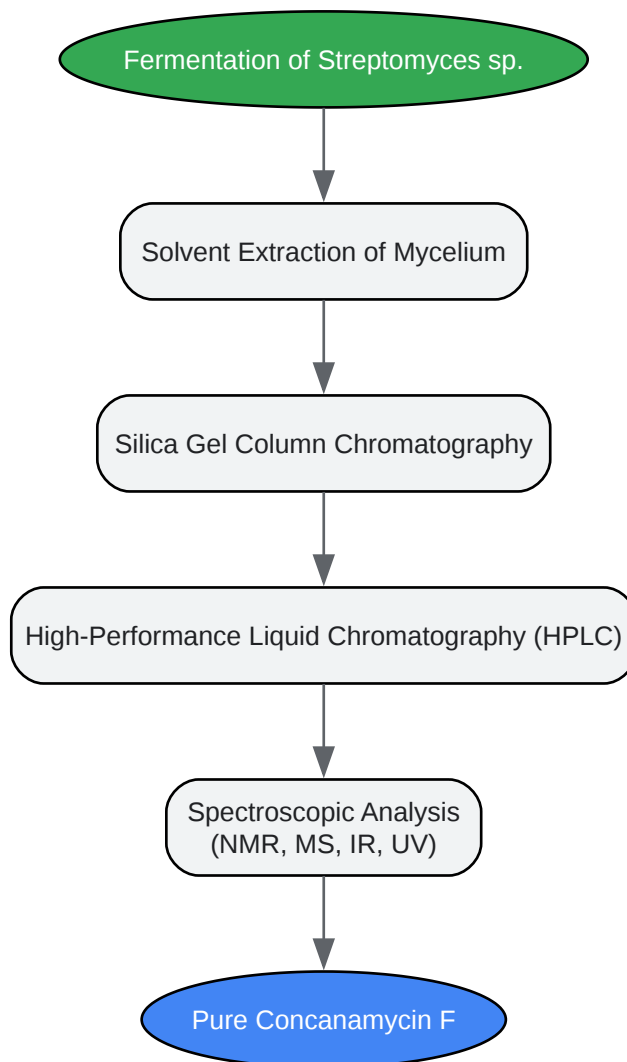 Fermentation of Streptomyces sp.
Solvent Extraction of Mycelium
Silica Gel Column Chromatography
High-Performance Liquid Chromatography (HPLC)
Spectroscopic Analysis
(NMR, MS, IR, UV)
Pure Concanamycin F